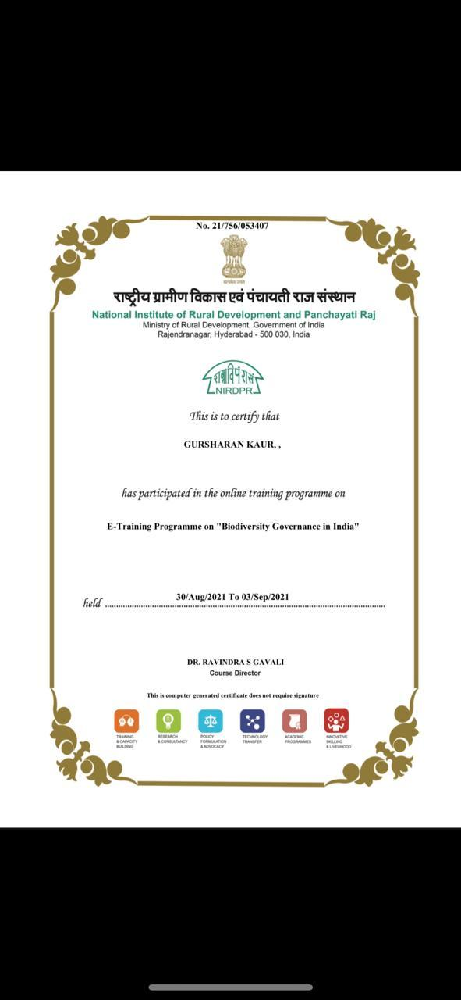 No. 21/756/053407
सत्यमेव जयते
राष्ट्रीय ग्रामीण विकास एवं पंचायती राज संस्थान
National Institute of Rural Development and Panchayati Raj
Ministry of Rural Development, Government of India
Rajendranagar, Hyderabad - 500 030, India
राग्राविपंरासं
NIRDPR
This is to certify that
GURSHARAN KAUR, ,
has participated in the online training programme on
E-Training Programme on "Biodiversity Governance in India"
held 30/Aug/2021 To 03/Sep/2021
DR. RAVINDRA S GAVALI
Course Director
This is computer generated certificate does not require signature
TRAINING
& CAPACITY
BUILDING
RESEARCH
& CONSULTANCY
POLICY
FORMULATION
& ADVOCACY
TECHNOLOGY
TRANSFER
ACADEMIC
PROGRAMMES
INNOVATIVE
SKILLING
& LIVELIHOOD